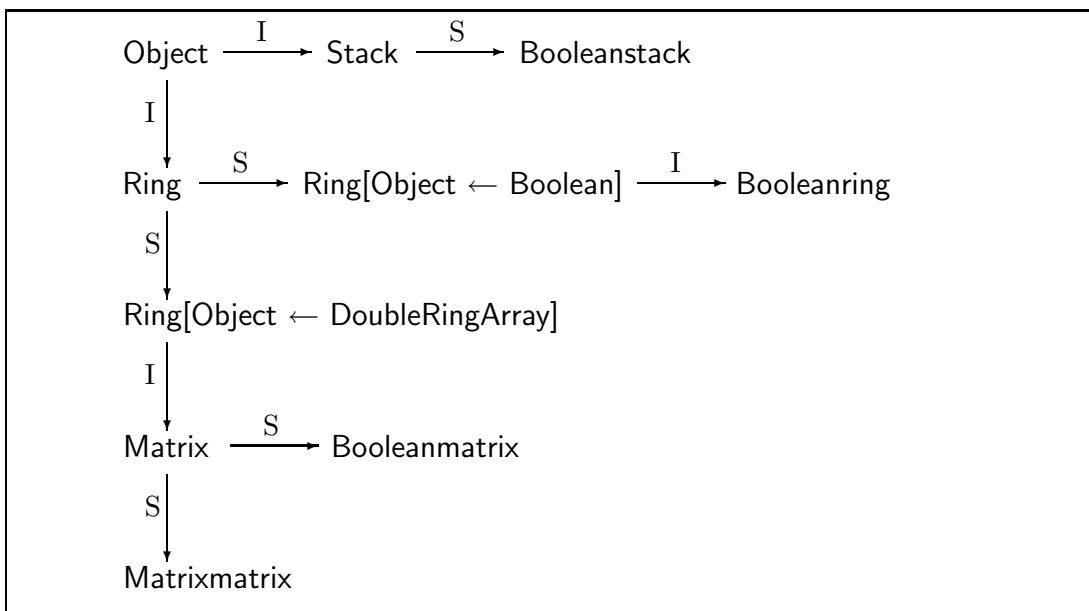 Object I Stack S Booleanstack
I
Ring S Ring[Object ← Boolean] I Booleanring
S
Ring[Object ← DoubleRingArray]
I
Matrix S Booleanmatrix
S
Matrixmatrix